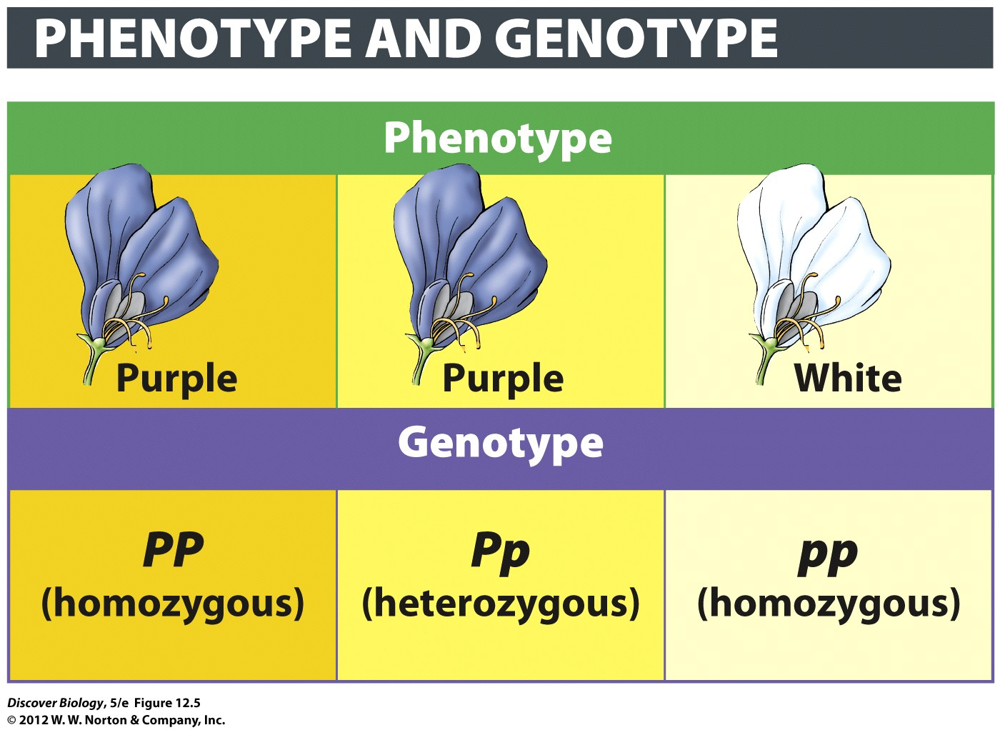 PHENOTYPE AND GENOTYPE
Phenotype
Purple
Purple
White
Genotype
PP
Pp
pp
(homozygous)
(heterozygous)
(homozygous)
Discover Biology, 5/e Figure 12.5
© 2012 W. W. Norton & Company, Inc.